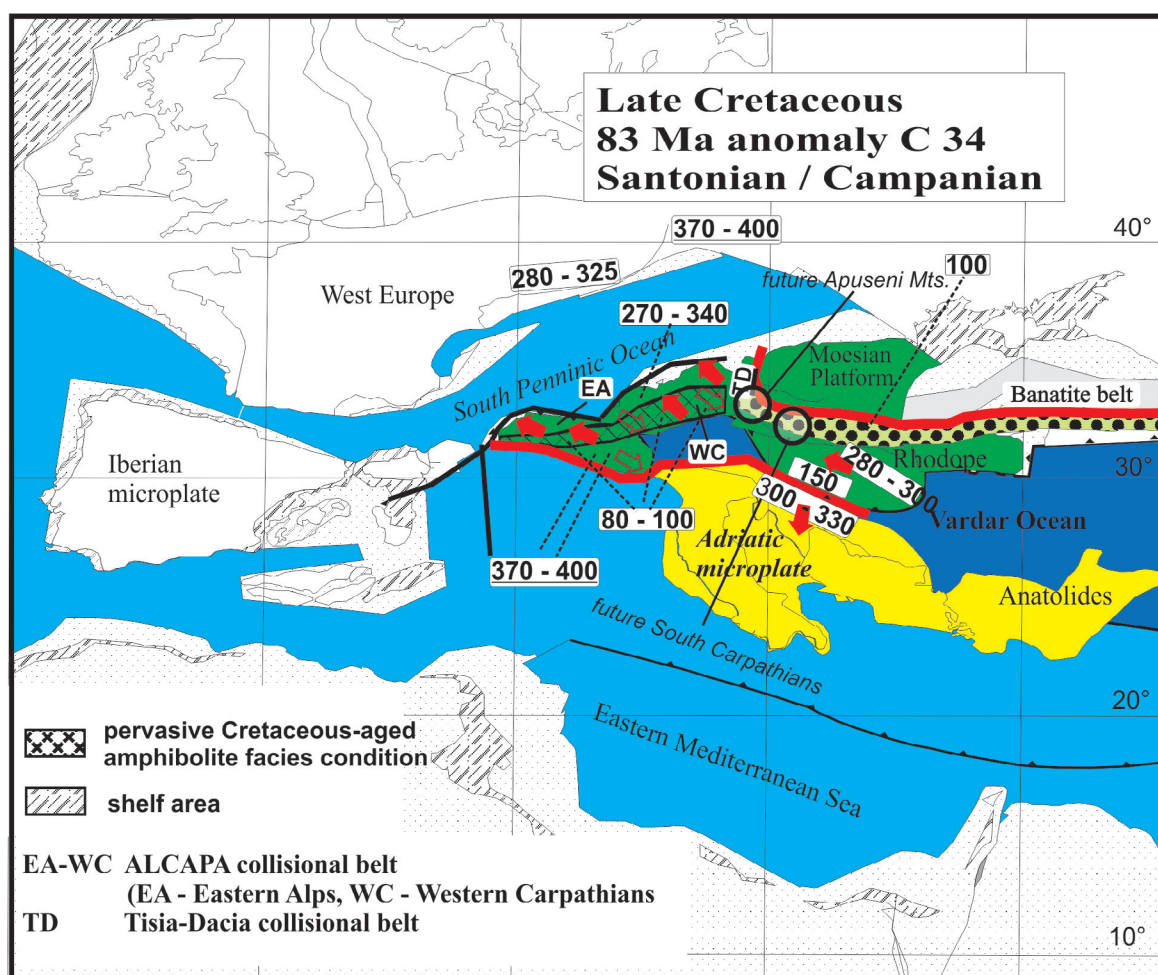 Late Cretaceous
83 Ma anomaly C 34
Santonian / Campanian
370 - 400
40°
280 - 325
West Europe
future Apuseni Mts.
100
270 - 340
South Penninic Ocean
EA
TD
Moesian
Platform
Banatite belt
Iberian
microplate
WC
Rhodope
30°
280 - 300
150
300 - 330
80 - 100
Vardar Ocean
370 - 400
Adriatic
microplate
Anatolides
future South Carpathians
20°
Eastern Mediterranean Sea
pervasive Cretaceous-aged
amphibolite facies condition
shelf area
EA-WC ALCAPA collisional belt
(EA - Eastern Alps, WC - Western Carpathians
TD Tisia-Dacia collisional belt
10°